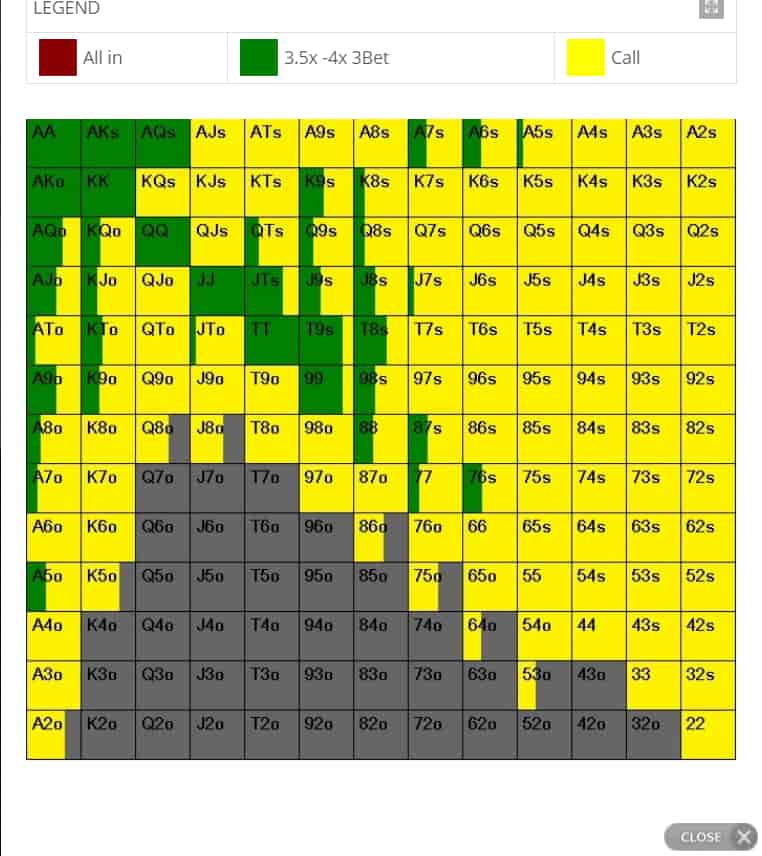 LEGEND
All in 3.5x -4x 3Bet Call
AA AKs AQs AJs ATs A9s A8s A7s A6s A5s A4s A3s A2s
AKo KK KQs KJs KTs K9s K8s K7s K6s K5s K4s K3s K2s
AQo KQo QQ QJs QTs Q9s Q8s Q7s Q6s Q5s Q4s Q3s Q2s
AJo KJo QJo JJ JTs J9s J8s J7s J6s J5s J4s J3s J2s
ATo KTo QTo JTo TT T9s T8s T7s T6s T5s T4s T3s T2s
A9o K9o Q9o J9o T9o 99 98s 97s 96s 95s 94s 93s 92s
A8o K8o Q8o J8o T8o 98o 88 87s 86s 85s 84s 83s 82s
A7o K7o Q7o J7o T7o 97o 87o 77 76s 75s 74s 73s 72s
A6o K6o Q6o J6o T6o 96o 86o 76o 66 65s 64s 63s 62s
A5o K5o Q5o J5o T5o 95o 85o 75o 65o 55 54s 53s 52s
A4o K4o Q4o J4o T4o 94o 84o 74o 64o 54o 44 43s 42s
A3o K3o Q3o J3o T3o 93o 83o 73o 63o 53o 43o 33 32s
A2o K2o Q2o J2o T2o 92o 82o 72o 62o 52o 42o 32o 22
CLOSE